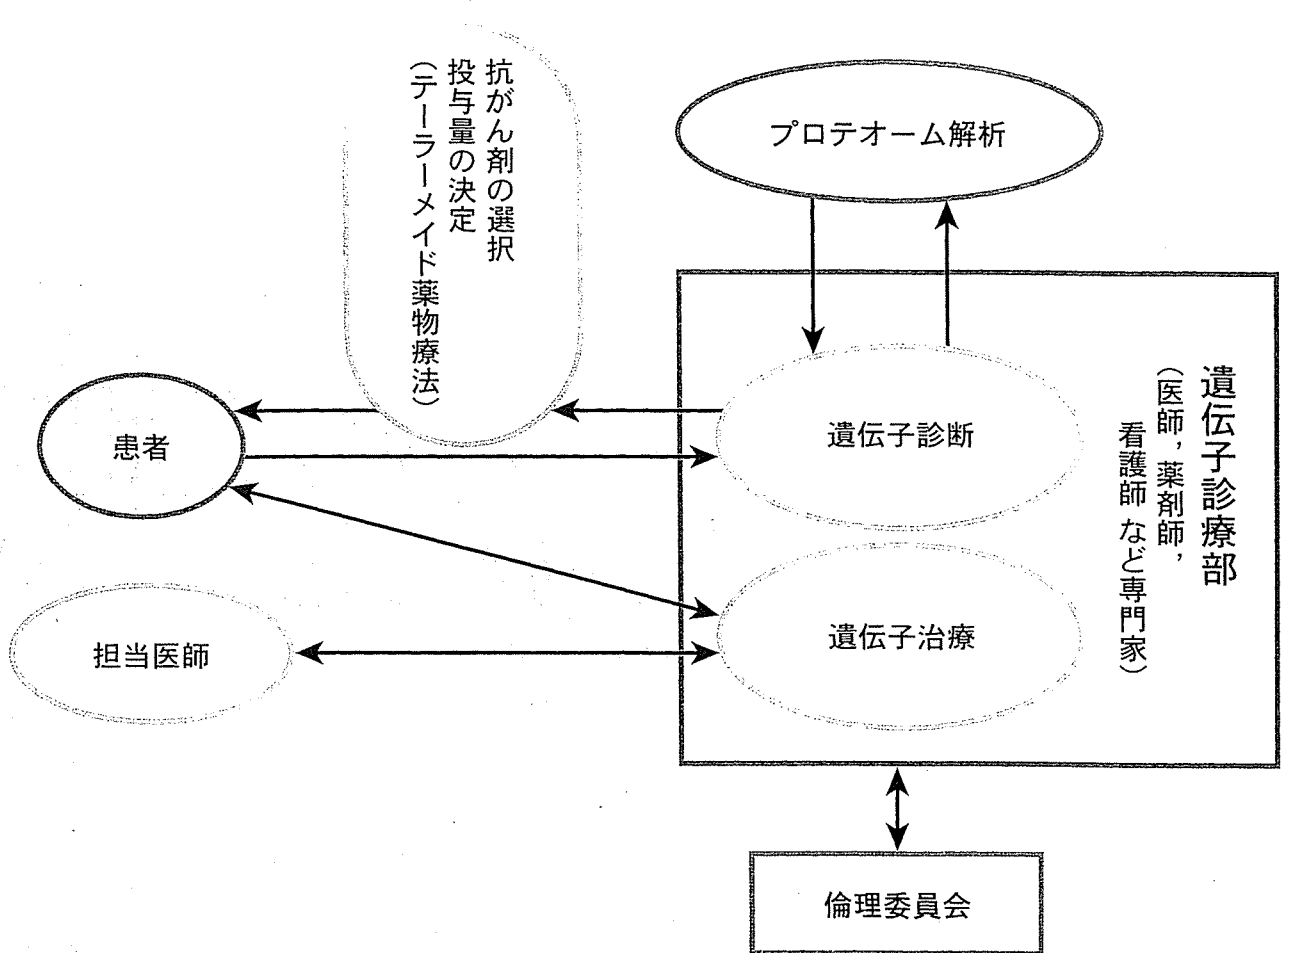 抗がん剤の選択
投与量の決定
（テーラーメイド薬物療法）
プロテオーム解析
患者
遺伝子診断
遺伝子診療部
（医師，薬剤師，
看護師 など専門家）
担当医師
遺伝子治療
倫理委員会